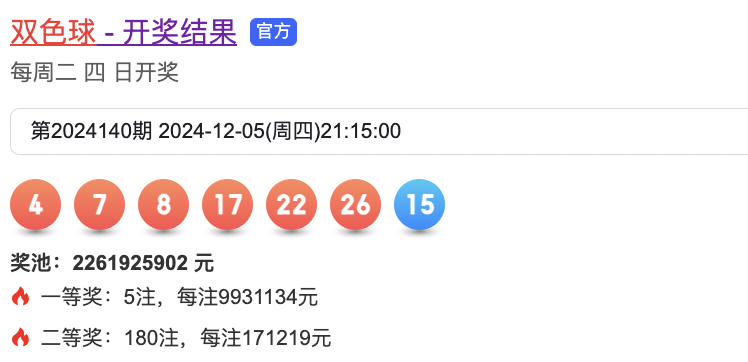 双色球 - 开奖结果 官方
每周二 四 日开奖
第2024140期 2024-12-05(周四)21:15:00
4 7 8 17 22 26 15
奖池：2261925902 元
一等奖：5注，每注9931134元
二等奖：180注，每注171219元